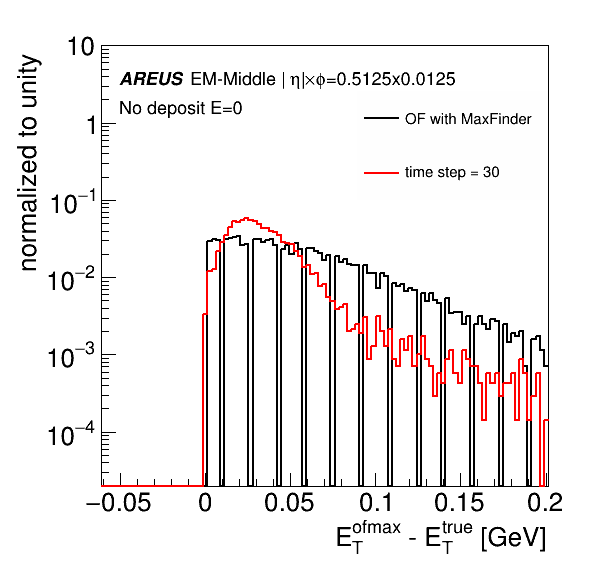 10
AREUS EM-Middle | η|×φ=0.5125x0.0125
No deposit E=0
OF with MaxFinder
time step = 30
normalized to unity
1
10⁻¹
10⁻²
10⁻³
10⁻⁴
−0.05 0 0.05 0.1 0.15 0.2
E_T^ofmax - E_T^true [GeV]